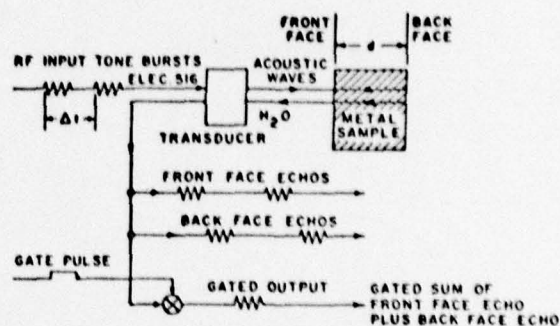 FRONT FACE
BACK FACE
d
RF INPUT TONE BURSTS
ELEC. SIG
ACOUSTIC WAVES
Δt
H₂O
TRANSDUCER
METAL SAMPLE
FRONT FACE ECHOS
BACK FACE ECHOS
GATE PULSE
GATED OUTPUT
GATED SUM OF
FRONT FACE ECHO
PLUS BACK FACE ECHO